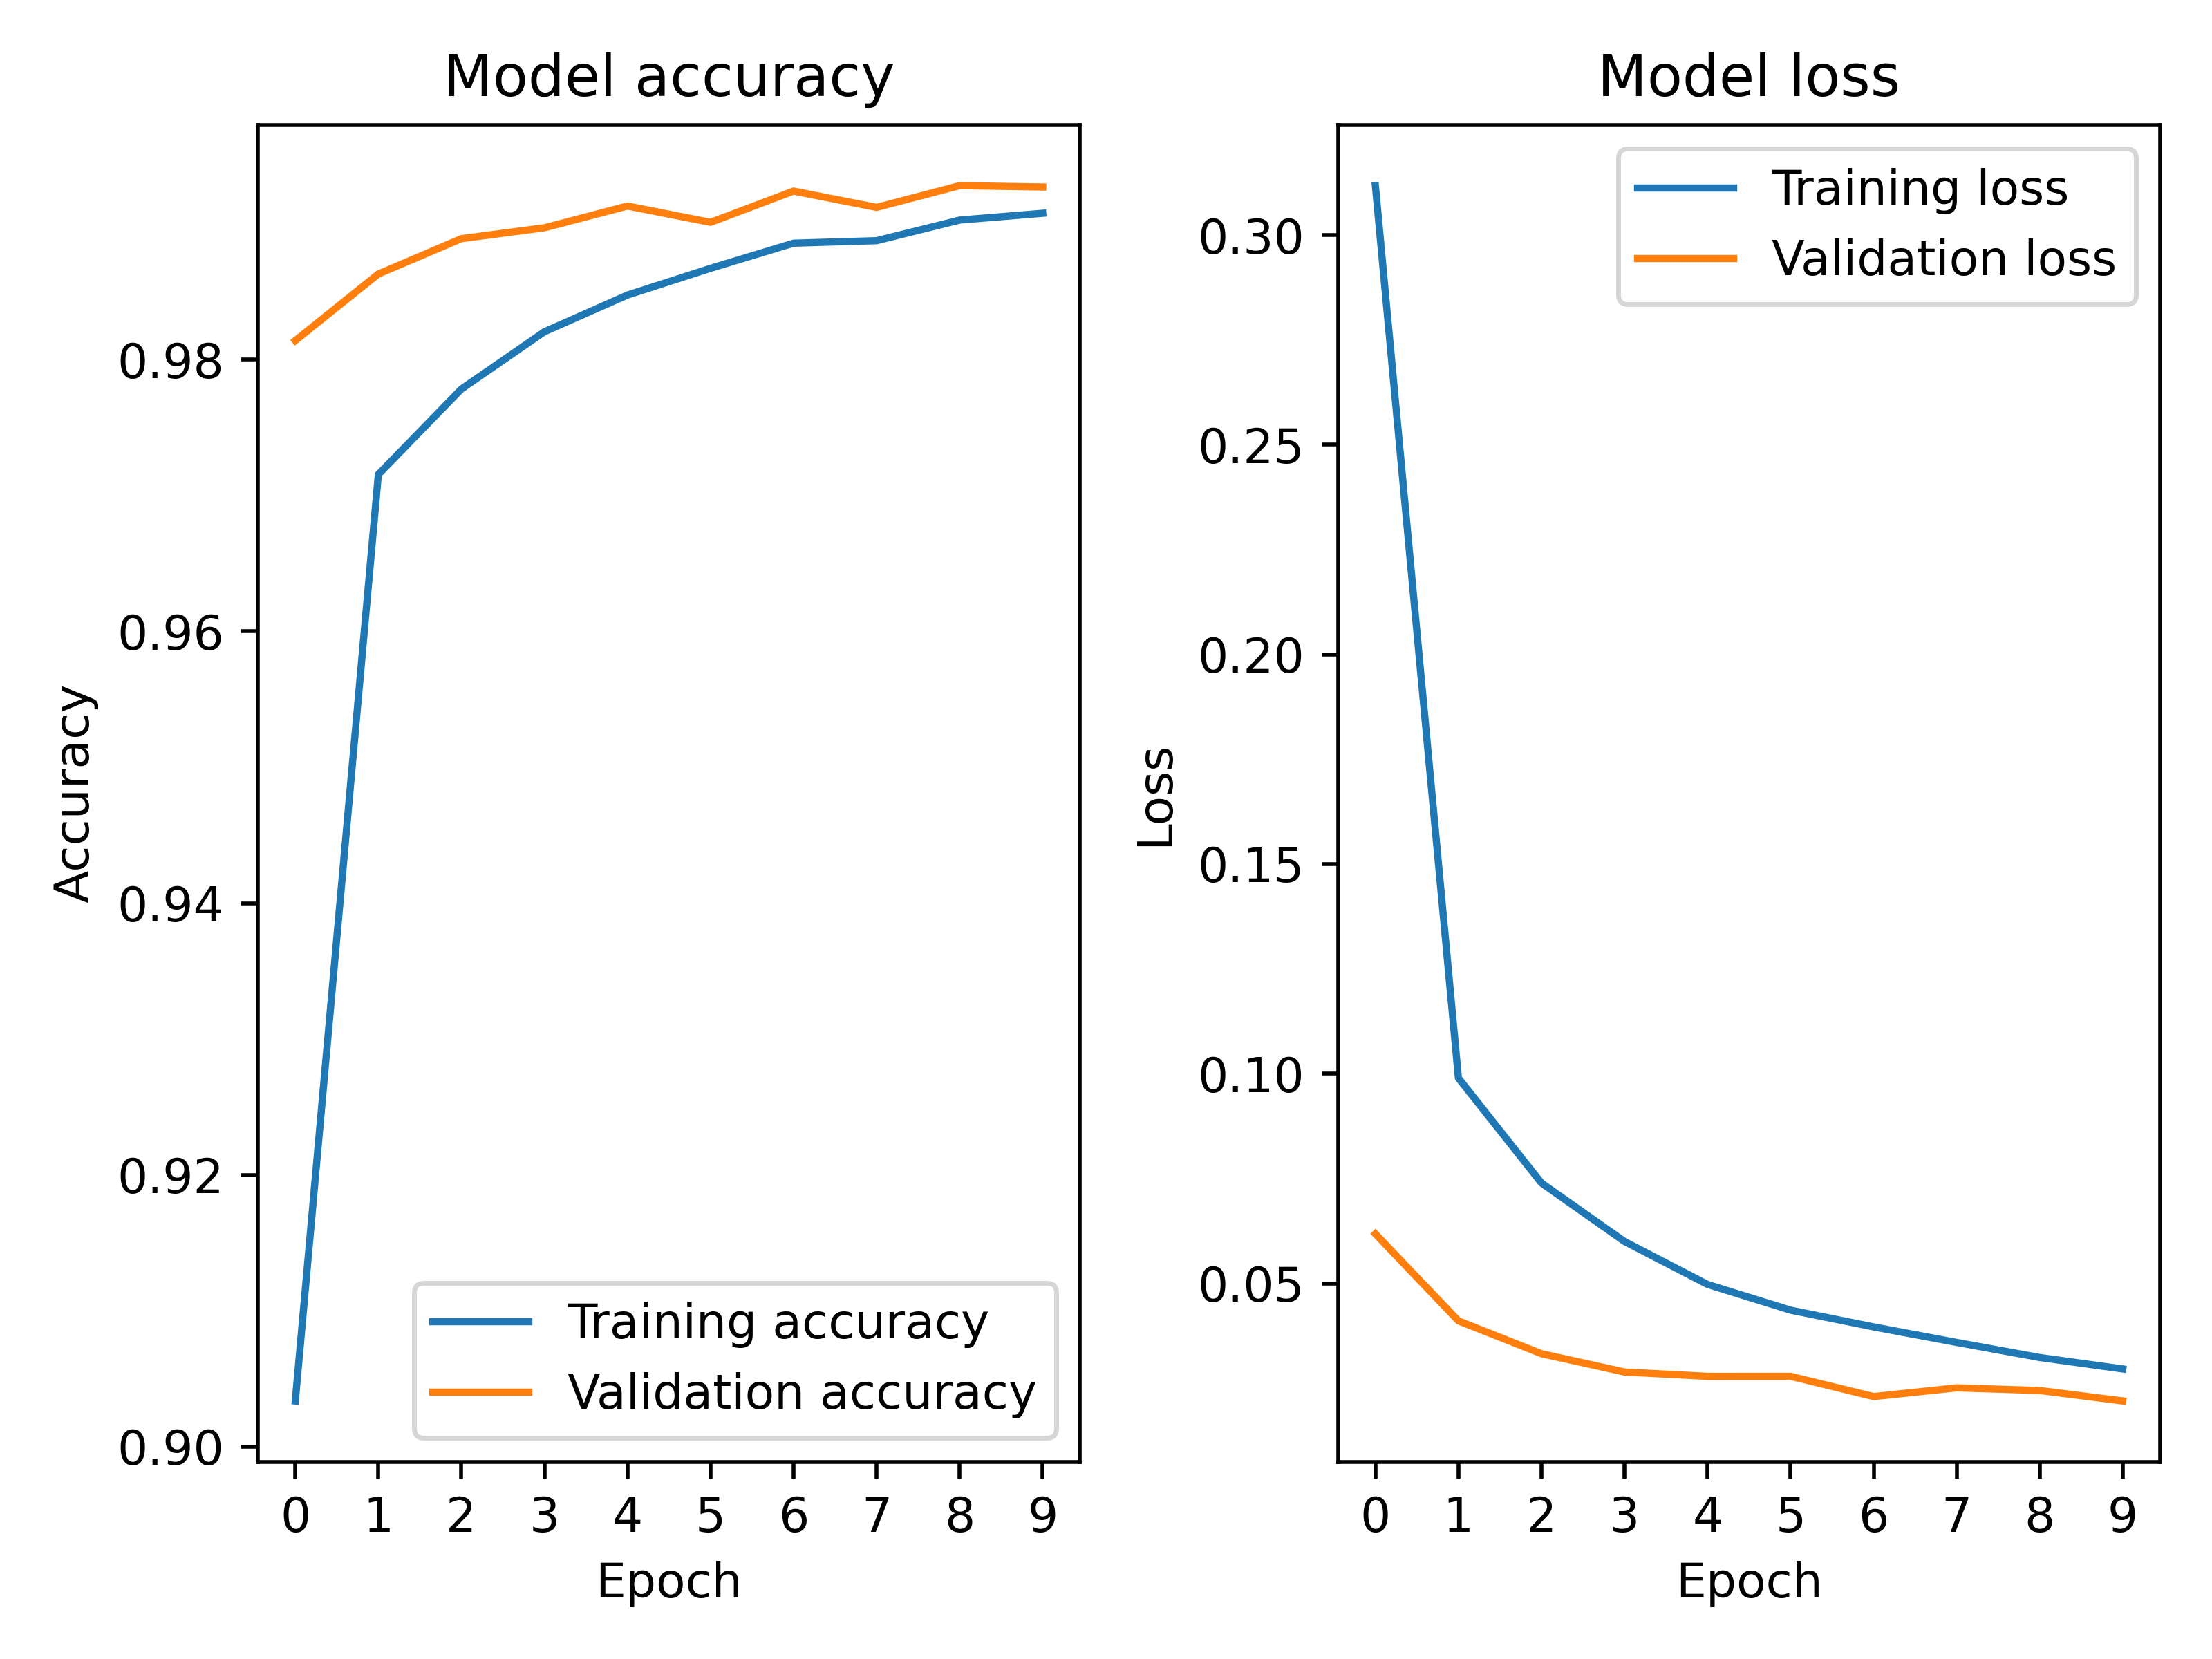 Model accuracy
Accuracy
0.98
0.96
0.94
0.92
0.90
Training accuracy
Validation accuracy
0 1 2 3 4 5 6 7 8 9
Epoch
Model loss
Loss
0.30
0.25
0.20
0.15
0.10
0.05
Training loss
Validation loss
0 1 2 3 4 5 6 7 8 9
Epoch